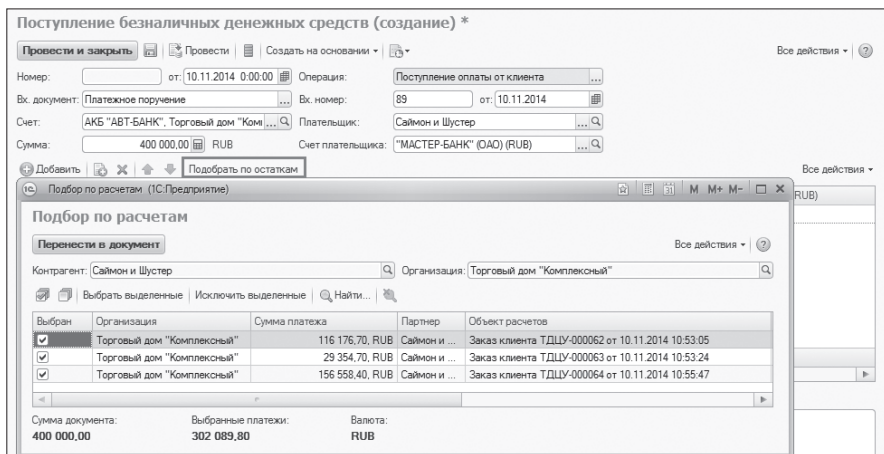 Поступление безналичных денежных средств (создание) *
Провести и закрыть Провести Создать на основании Все действия ?
Номер: от: 10.11.2014 0:00:00 Операция: Поступление оплаты от клиента ...
Вх. документ: Платежное поручение ... Вх. номер: 89 от: 10.11.2014
Счет: АКБ "АВТ-БАНК", Торговый дом "Комп ... Плательщик: Саймон и Шустер ...
Сумма: 400 000,00 RUB Счет плательщика: "МАСТЕР-БАНК" (ОАО) (RUB) ...
Добавить Подобрать по остаткам Все действия
1С Подбор по расчетам (1С:Предприятие) 31 M M+ M-
RUB)
Подбор по расчетам
Перенести в документ Все действия ?
Контрагент: Саймон и Шустер Организация: Торговый дом "Комплексный"
Выбрать выделенные Исключить выделенные Найти...
Выбран Организация Сумма платежа Партнер Объект расчетов
Торговый дом "Комплексный" 116 176,70, RUB Саймон и ... Заказ клиента ТДЦУ-000062 от 10.11.2014 10:53:05
Торговый дом "Комплексный" 29 354,70, RUB Саймон и ... Заказ клиента ТДЦУ-000063 от 10.11.2014 10:53:24
Торговый дом "Комплексный" 156 558,40, RUB Саймон и ... Заказ клиента ТДЦУ-000064 от 10.11.2014 10:55:47
Сумма документа: Выбранные платежи: Валюта:
400 000,00 302 089,80 RUB